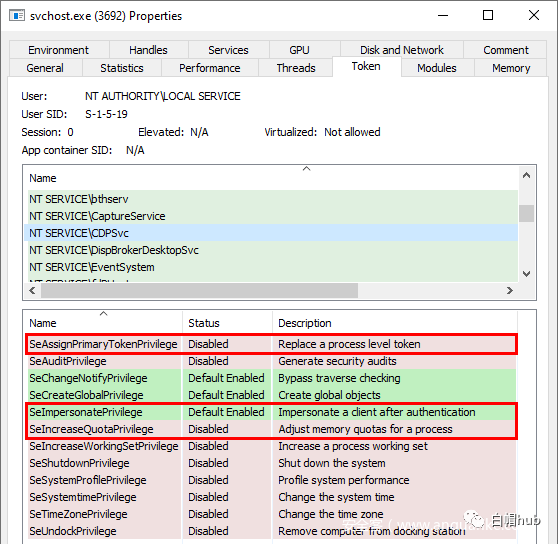 svchost.exe (3692) Properties
Environment Handles Services GPU Disk and Network Comment
General Statistics Performance Threads Token Modules Memory
User: NT AUTHORITY\LOCAL SERVICE
User SID: S-1-5-19
Session: 0 Elevated: N/A Virtualized: Not allowed
App container SID: N/A
Name
NT SERVICE\bthserv
NT SERVICE\CaptureService
NT SERVICE\CDPSvc
NT SERVICE\DispBrokerDesktopSvc
NT SERVICE\EventSystem
Name Status Description
SeAssignPrimaryTokenPrivilege Disabled Replace a process level token
SeAuditPrivilege Disabled Generate security audits
SeChangeNotifyPrivilege Default Enabled Bypass traverse checking
SeCreateGlobalPrivilege Default Enabled Create global objects
SeImpersonatePrivilege Default Enabled Impersonate a client after authentication
SeIncreaseQuotaPrivilege Disabled Adjust memory quotas for a process
SeIncreaseWorkingSetPrivilege Disabled Increase a process working set
SeShutdownPrivilege Disabled Shut down the system
SeSystemProfilePrivilege Disabled Profile system performance
SeSystemtimePrivilege Disabled Change the system time
SeTimeZonePrivilege Disabled Change the time zone
SeUndockPrivilege Disabled Remove computer from docking station
白帽hub